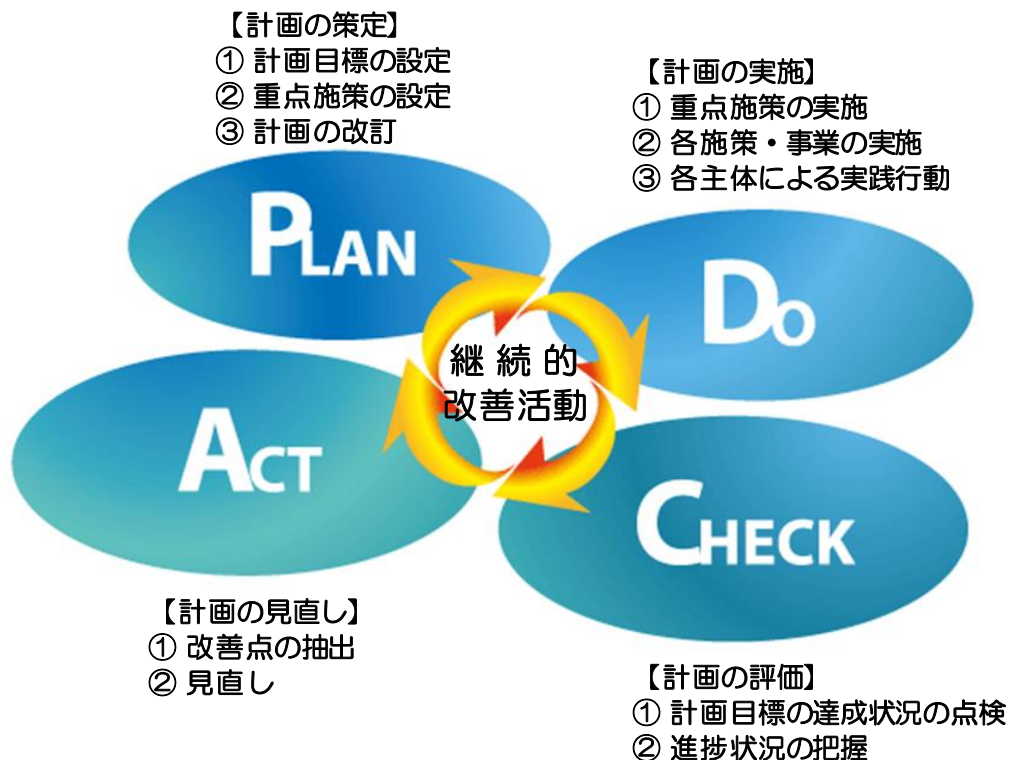 【計画の策定】
① 計画目標の設定
② 重点施策の設定
③ 計画の改訂
【計画の実施】
① 重点施策の実施
② 各施策・事業の実施
③ 各主体による実践行動
PLAN
DO
継続的
改善活動
ACT
CHECK
【計画の見直し】
① 改善点の抽出
② 見直し
【計画の評価】
① 計画目標の達成状況の点検
② 進捗状況の把握